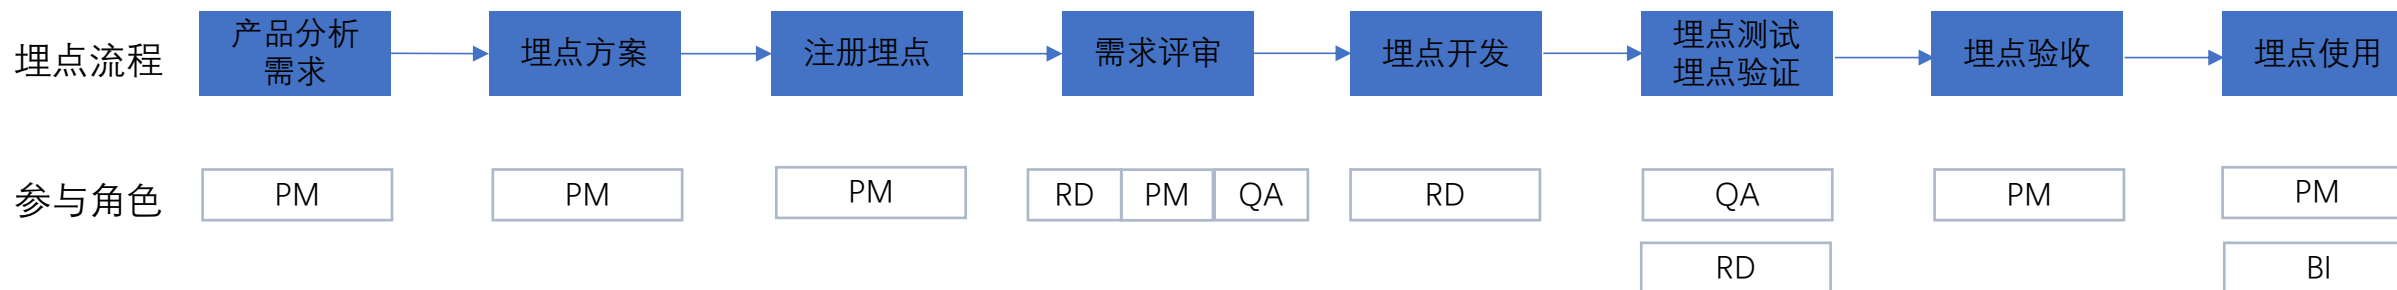 埋点流程
产品分析
需求
埋点方案
注册埋点
需求评审
埋点开发
埋点测试
埋点验证
埋点验收
埋点使用
参与角色
PM
PM
PM
RD
PM
QA
RD
QA
PM
PM
RD
BI